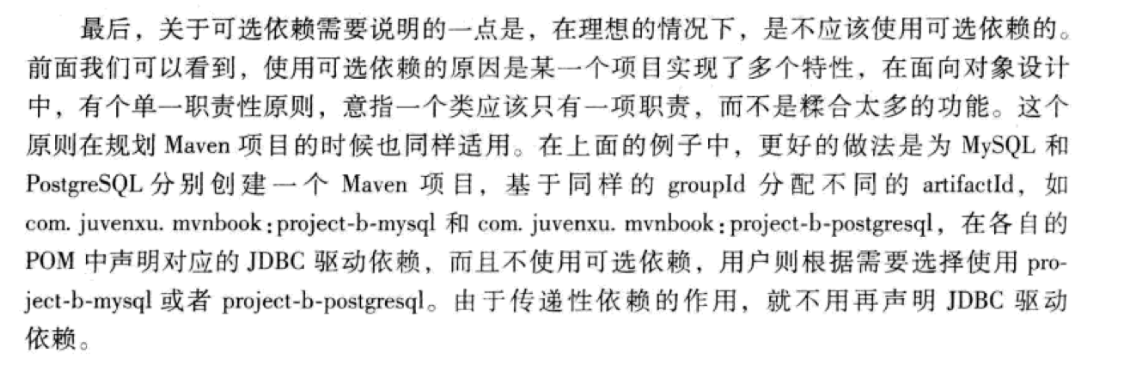 最后，关于可选依赖需要说明的一点是，在理想的情况下，是不应该使用可选依赖的。
前面我们可以看到，使用可选依赖的原因是某一个项目实现了多个特性，在面向对象设计
中，有个单一职责性原则，意指一个类应该只有一项职责，而不是糅合太多的功能。这个
原则在规划 Maven 项目的时候也同样适用。在上面的例子中，更好的做法是为 MySQL 和
PostgreSQL 分别创建一个 Maven 项目，基于同样的 groupId 分配不同的 artifactId，如
com. juvenxu. mvnbook:project-b-mysql 和 com. juvenxu. mvnbook:project-b-postgresql，在各自的
POM 中声明对应的 JDBC 驱动依赖，而且不使用可选依赖，用户则根据需要选择使用 pro-
ject-b-mysql 或者 project-b-postgresql。由于传递性依赖的作用，就不用再声明 JDBC 驱动
依赖。